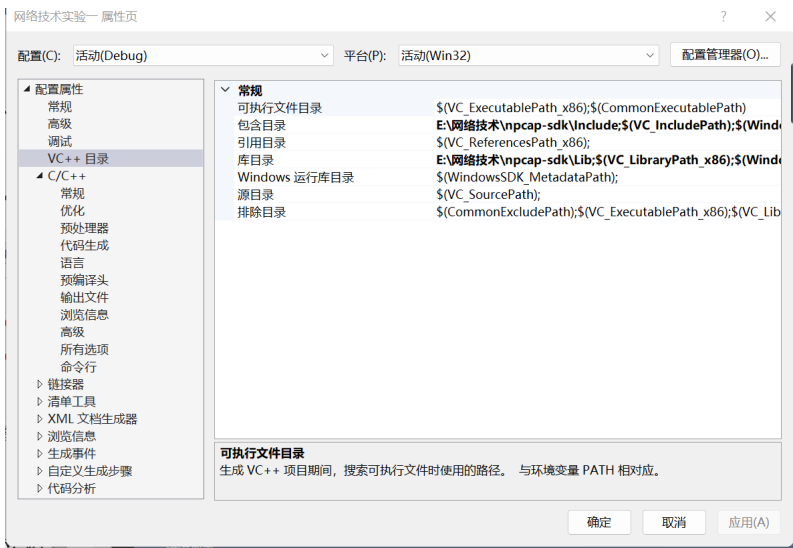 网络技术实验一 属性页
配置(C): 活动(Debug) 平台(P): 活动(Win32) 配置管理器(O)...
配置属性
常规
高级
调试
VC++ 目录
C/C++
常规
优化
预处理器
代码生成
语言
预编译头
输出文件
浏览信息
高级
所有选项
命令行
链接器
清单工具
XML 文档生成器
浏览信息
生成事件
自定义生成步骤
代码分析
常规
可执行文件目录 $(VC_ExecutablePath_x86);$(CommonExecutablePath)
包含目录 E:\网络技术\npcap-sdk\Include;$(VC_IncludePath);$(Wind
引用目录 $(VC_ReferencesPath_x86);
库目录 E:\网络技术\npcap-sdk\Lib;$(VC_LibraryPath_x86);$(Wind
Windows 运行库目录 $(WindowsSDK_MetadataPath);
源目录 $(VC_SourcePath);
排除目录 $(CommonExcludePath);$(VC_ExecutablePath_x86);$(VC_Lib
可执行文件目录
生成 VC++ 项目期间，搜索可执行文件时使用的路径。 与环境变量 PATH 相对应。
确定 取消 应用(A)